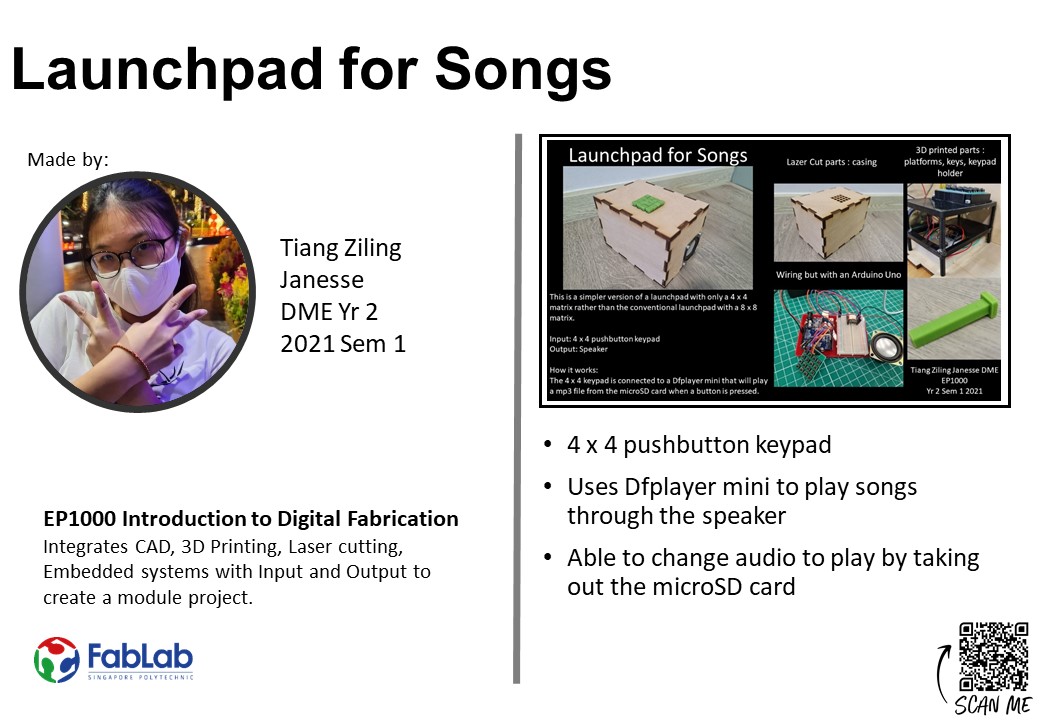 Launchpad for Songs
Made by:
Tiang Ziling
Janesse
DME Yr 2
2021 Sem 1
EP1000 Introduction to Digital Fabrication
Integrates CAD, 3D Printing, Laser cutting,
Embedded systems with Input and Output to
create a module project.
FabLab
SINGAPORE POLYTECHNIC
Launchpad for Songs
This is a simpler version of a launchpad with only a 4 x 4
matrix rather than the conventional launchpad with a 8 x 8
matrix.
Input: 4 x 4 pushbutton keypad
Output: Speaker
How it works:
The 4 x 4 keypad is connected to a Dfplayer mini that will play
a mp3 file from the microSD card when a button is pressed.
Lazer Cut parts : casing
Wiring but with an Arduino Uno
3D printed parts :
platforms, keys, keypad
holder
Tiang Ziling Janesse DME
EP1000
Yr 2 Sem 1 2021
• 4 x 4 pushbutton keypad
• Uses Dfplayer mini to play songs
through the speaker
• Able to change audio to play by taking
out the microSD card
SCAN ME